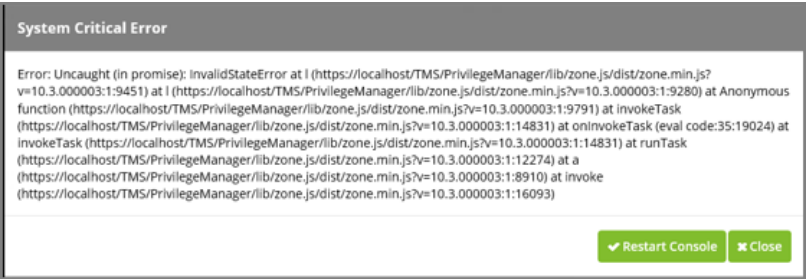 System Critical Error
Error: Uncaught (in promise): InvalidStateError at l (https://localhost/TMS/PrivilegeManager/lib/zone.js/dist/zone.min.js?
v=10.3.000003:1:9451) at l (https://localhost/TMS/PrivilegeManager/lib/zone.js/dist/zone.min.js?v=10.3.000003:1:9280) at Anonymous
function (https://localhost/TMS/PrivilegeManager/lib/zone.js/dist/zone.min.js?v=10.3.000003:1:9791) at invokeTask
(https://localhost/TMS/PrivilegeManager/lib/zone.js/dist/zone.min.js?v=10.3.000003:1:14831) at onInvokeTask (eval code:35:19024) at
invokeTask (https://localhost/TMS/PrivilegeManager/lib/zone.js/dist/zone.min.js?v=10.3.000003:1:14831) at runTask
(https://localhost/TMS/PrivilegeManager/lib/zone.js/dist/zone.min.js?v=10.3.000003:1:12274) at a
(https://localhost/TMS/PrivilegeManager/lib/zone.js/dist/zone.min.js?v=10.3.000003:1:8910) at invoke
(https://localhost/TMS/PrivilegeManager/lib/zone.js/dist/zone.min.js?v=10.3.000003:1:16093)
✔ Restart Console ✖ Close